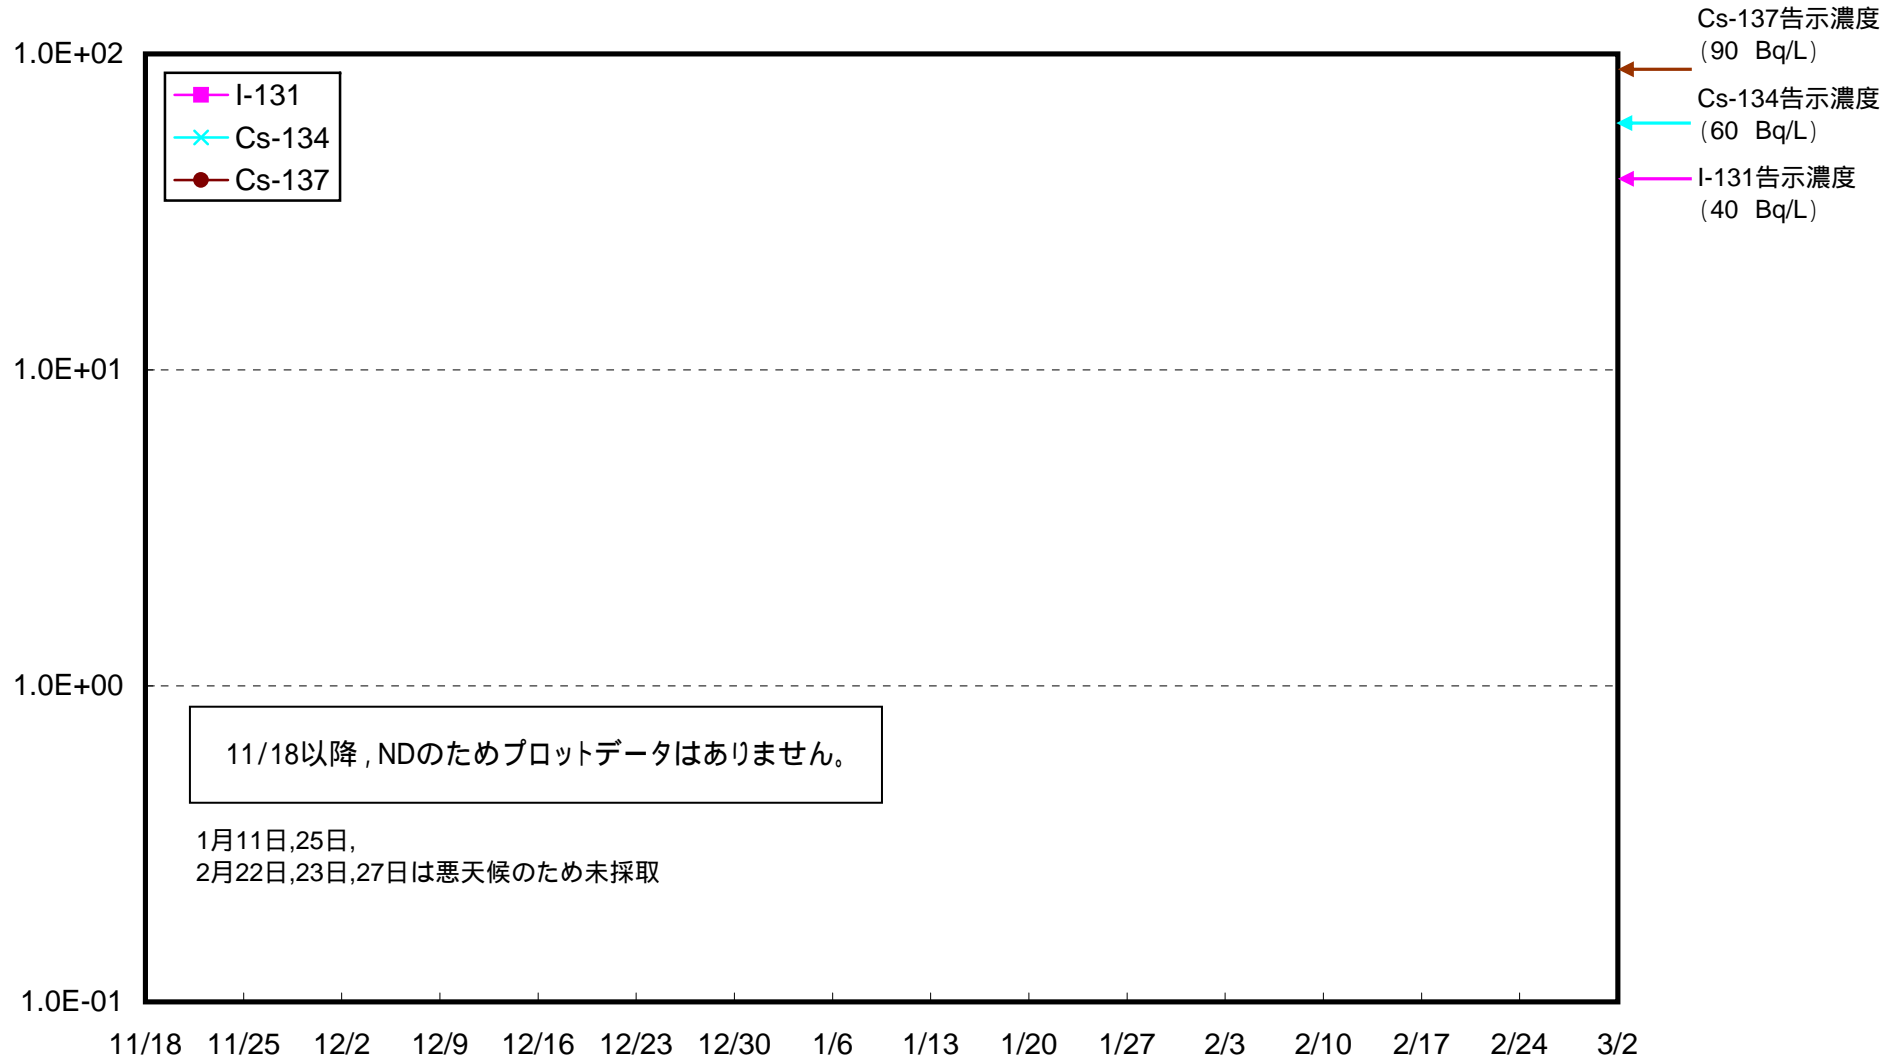 Cs-137告示濃度
(90 Bq/L)
Cs-134告示濃度
(60 Bq/L)
I-131告示濃度
(40 Bq/L)
I-131
Cs-134
Cs-137
1.0E+02
1.0E+01
1.0E+00
1.0E-01
11/18以降,NDのためプロットデータはありません。
1月11日,25日,
2月22日,23日,27日は悪天候のため未採取
11/18 11/25 12/2 12/9 12/16 12/23 12/30 1/6 1/13 1/20 1/27 2/3 2/10 2/17 2/24 3/2